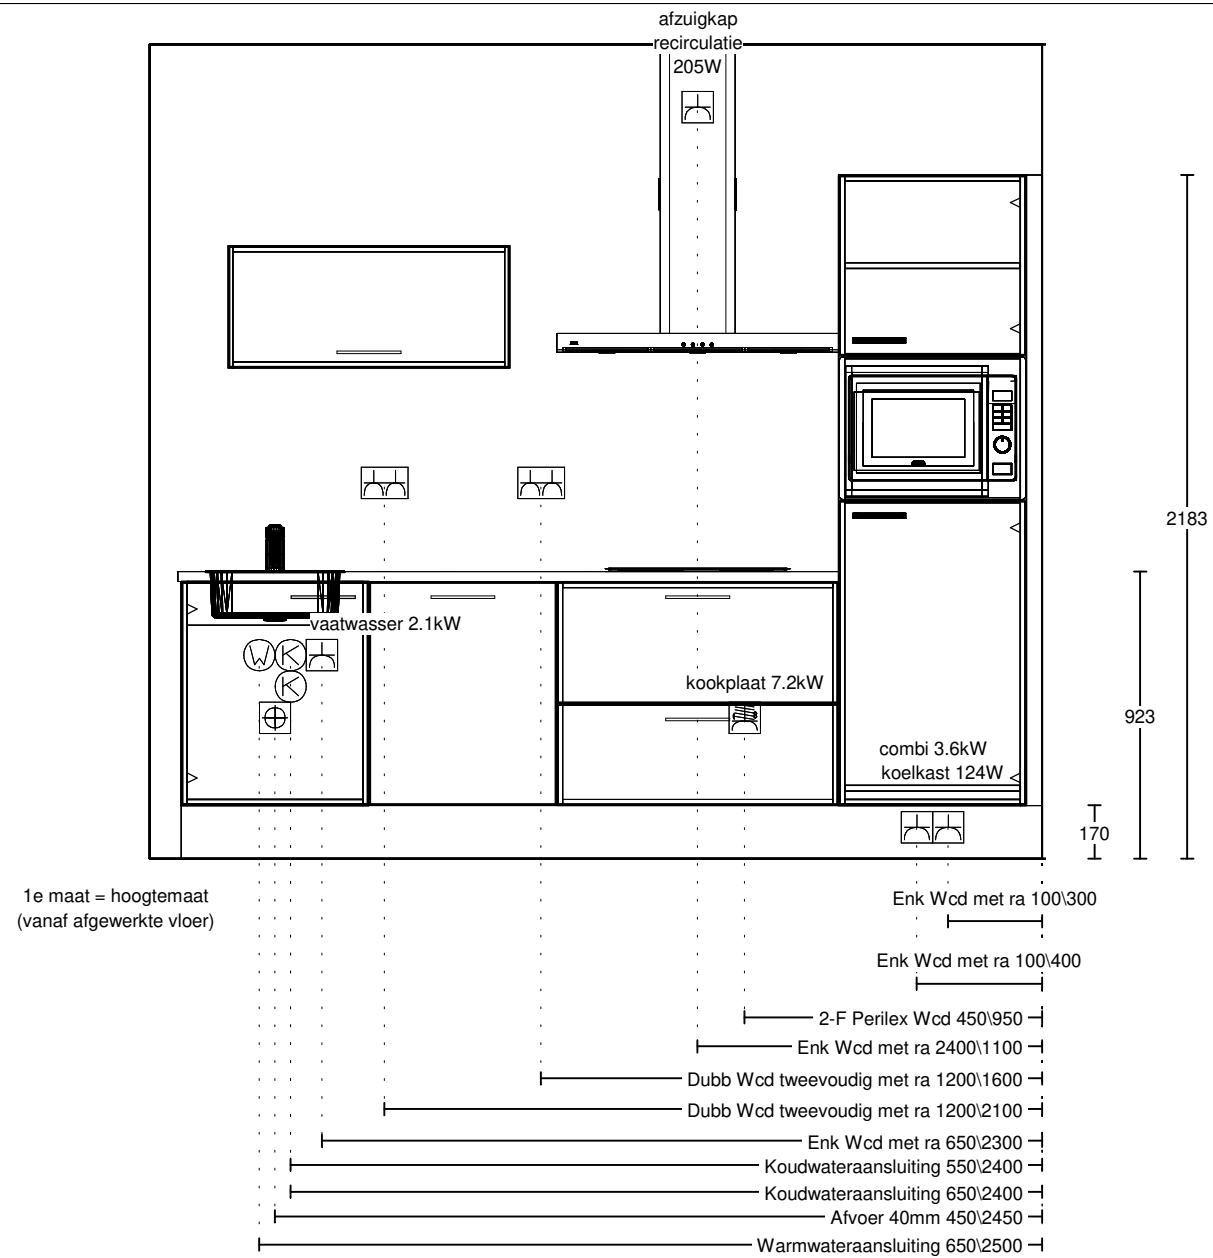 afzuigkap
recirculatie
205W
2183
vaatwasser 2.1kW
W
K
K
kookplaat 7.2kW
923
combi 3.6kW
koelkast 124W
170
1e maat = hoogtemaat
(vanaf afgewerkte vloer)
Enk Wcd met ra 100\300
Enk Wcd met ra 100\400
2-F Perilex Wcd 450\950
Enk Wcd met ra 2400\1100
Dubb Wcd tweevoudig met ra 1200\1600
Dubb Wcd tweevoudig met ra 1200\2100
Enk Wcd met ra 650\2300
Koudwateraansluiting 550\2400
Koudwateraansluiting 650\2400
Afvoer 40mm 450\2450
Warmwateraansluiting 650\2500